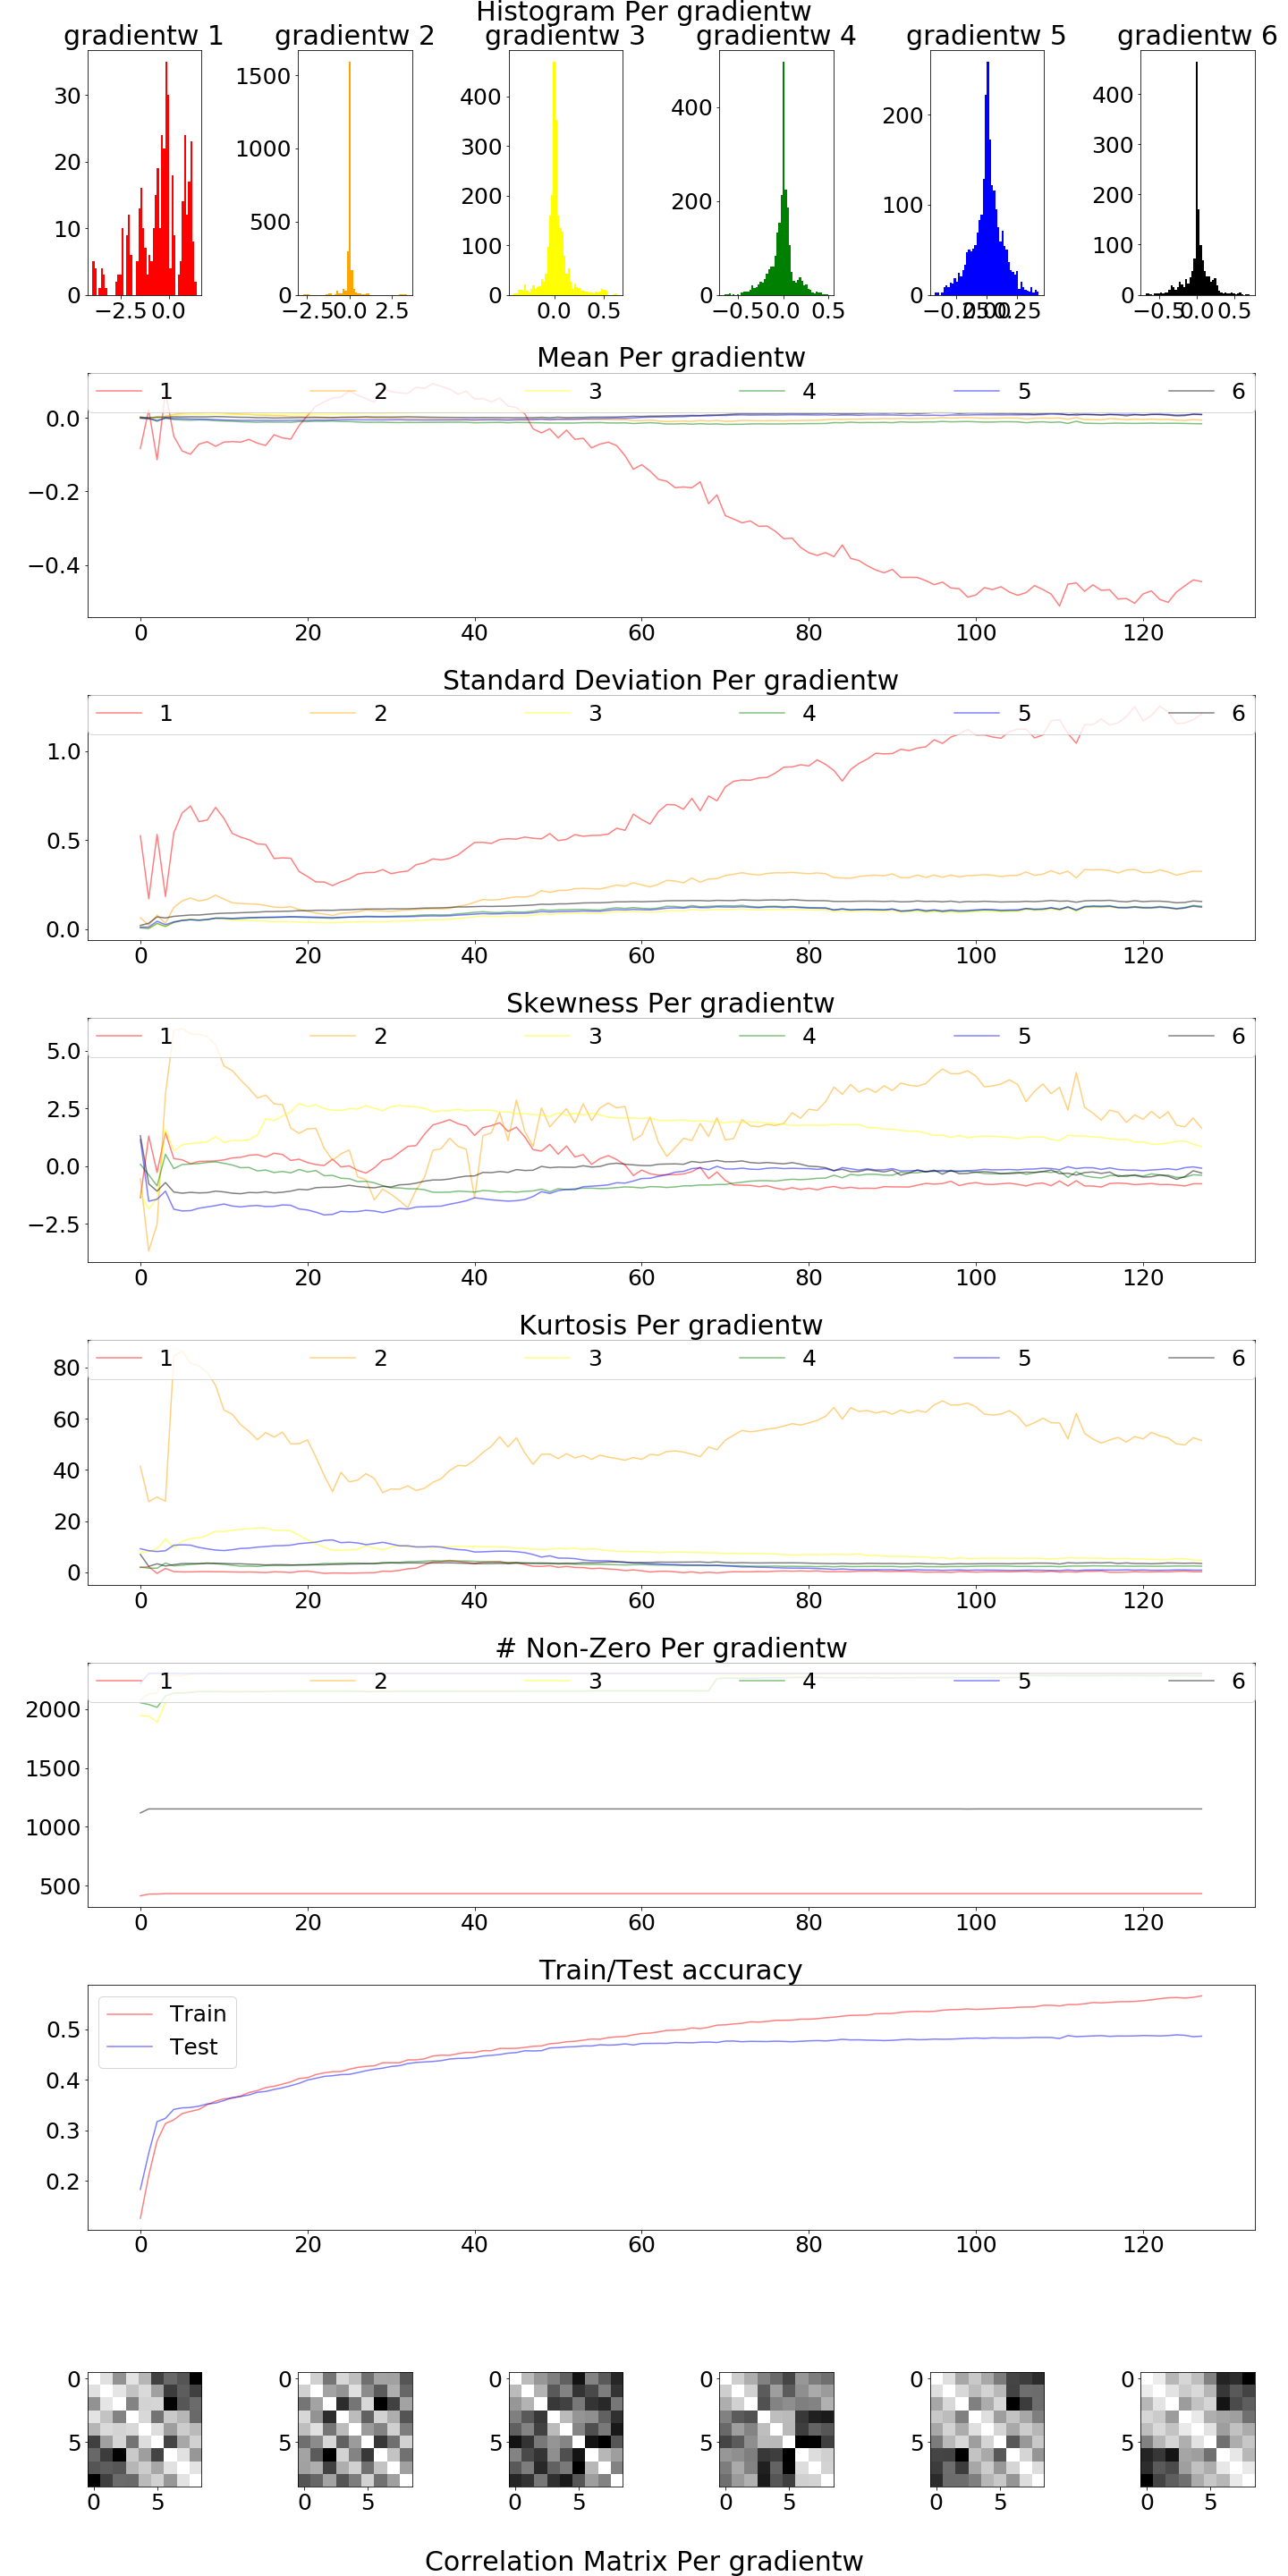 Histogram Per gradientw
gradientw 1 gradientw 2 gradientw 3 gradientw 4 gradientw 5 gradientw 6
30
20
10
0
−2.5 0.0
1500
1000
500
0
−2.5 0.0 2.5
400
300
200
100
0
0.0 0.5
400
200
0
−0.5 0.0 0.5
200
100
0
−0.25 0.00 0.25
400
300
200
100
0
−0.5 0.0 0.5
Mean Per gradientw
1 2 3 4 5 6
0.0
−0.2
−0.4
0 20 40 60 80 100 120
Standard Deviation Per gradientw
1 2 3 4 5 6
1.0
0.5
0.0
0 20 40 60 80 100 120
Skewness Per gradientw
1 2 3 4 5 6
5.0
2.5
0.0
−2.5
0 20 40 60 80 100 120
Kurtosis Per gradientw
1 2 3 4 5 6
80
60
40
20
0
0 20 40 60 80 100 120
# Non-Zero Per gradientw
1 2 3 4 5 6
2000
1500
1000
500
0 20 40 60 80 100 120
Train/Test accuracy
Train
Test
0.5
0.4
0.3
0.2
0 20 40 60 80 100 120
0
5
0 5
0
5
0 5
0
5
0 5
0
5
0 5
0
5
0 5
0
5
0 5
Correlation Matrix Per gradientw